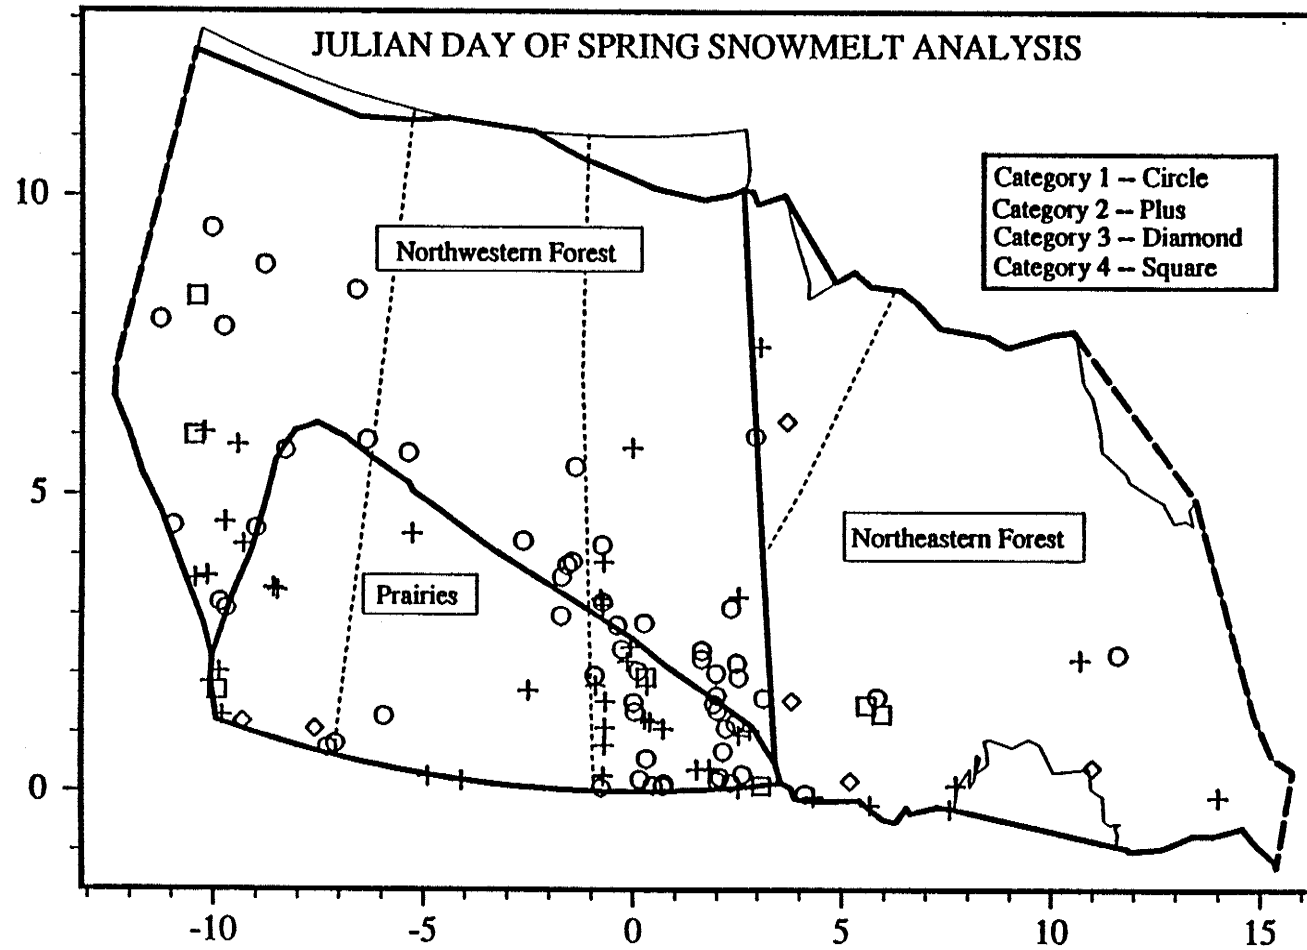 JULIAN DAY OF SPRING SNOWMELT ANALYSIS
Category 1 -- Circle
Category 2 -- Plus
Category 3 -- Diamond
Category 4 -- Square
Northwestern Forest
Northeastern Forest
Prairies
10
5
0
-10
-5
0
5
10
15